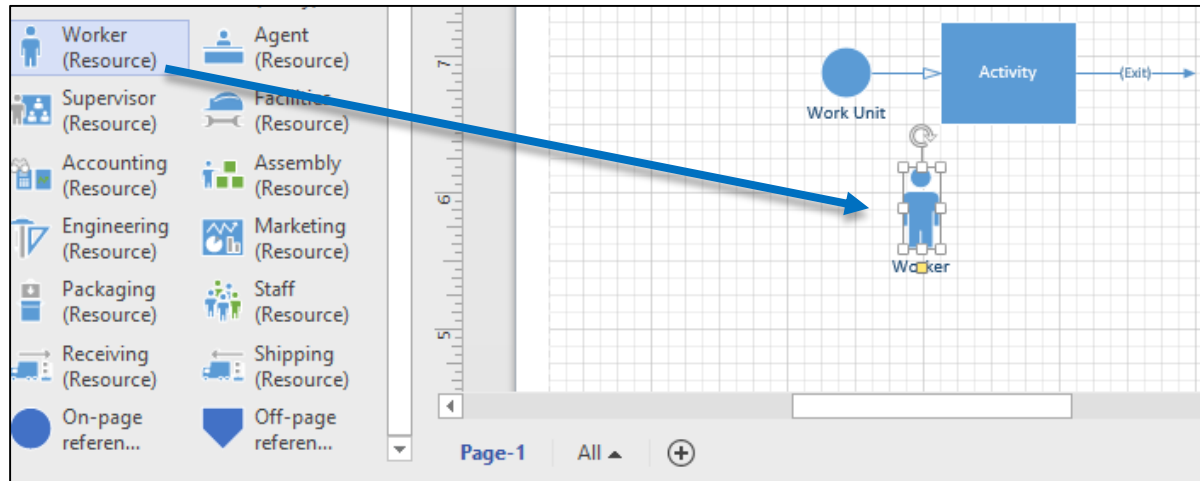 Worker
(Resource)
Agent
(Resource)
Supervisor
(Resource)
Facilities
(Resource)
Accounting
(Resource)
Assembly
(Resource)
Engineering
(Resource)
Marketing
(Resource)
Packaging
(Resource)
Staff
(Resource)
Receiving
(Resource)
Shipping
(Resource)
On-page
referen...
Off-page
referen...
7
6
5
Activity
(Exit)
Work Unit
Worker
Page-1 All